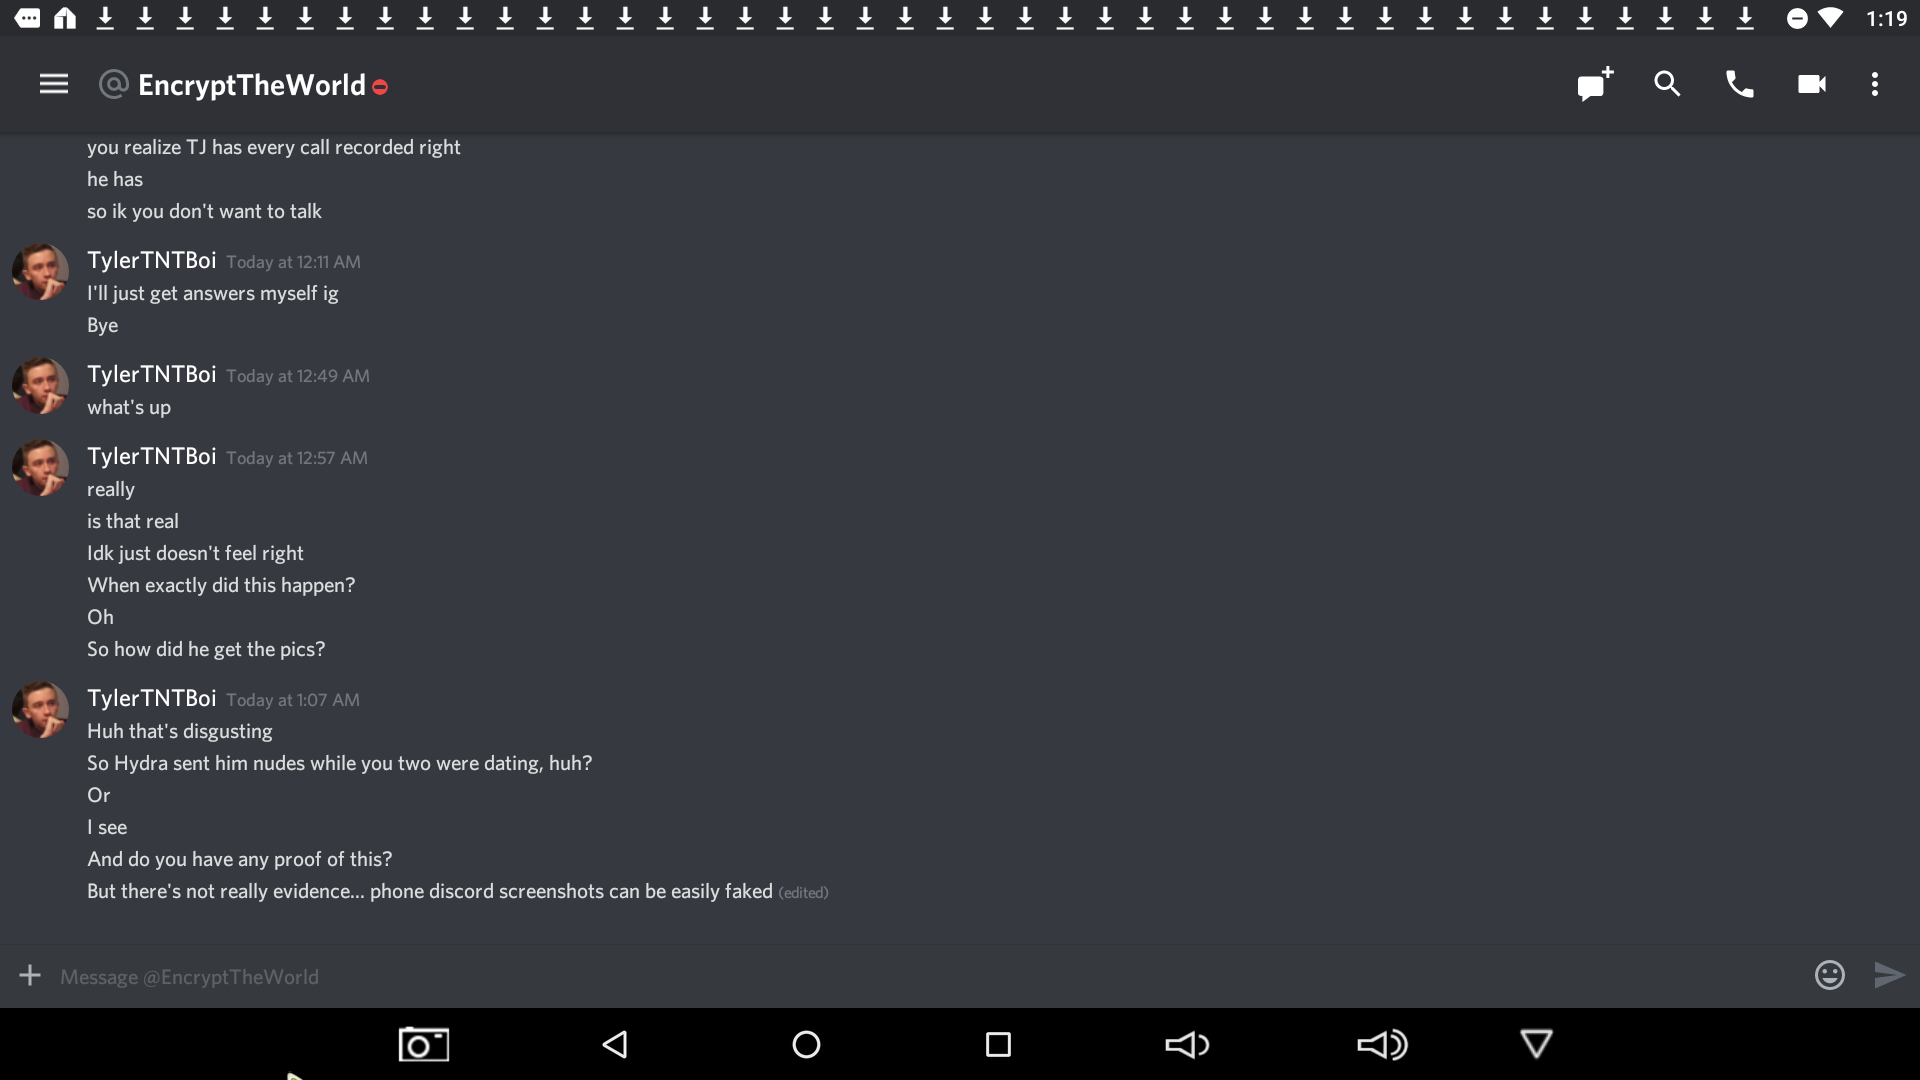 1:19
@ EncryptTheWorld
you realize TJ has every call recorded right
he has
so ik you don't want to talk
TylerTNTBoi Today at 12:11 AM
I'll just get answers myself ig
Bye
TylerTNTBoi Today at 12:49 AM
what's up
TylerTNTBoi Today at 12:57 AM
really
is that real
Idk just doesn't feel right
When exactly did this happen?
Oh
So how did he get the pics?
TylerTNTBoi Today at 1:07 AM
Huh that's disgusting
So Hydra sent him nudes while you two were dating, huh?
Or
I see
And do you have any proof of this?
But there's not really evidence... phone discord screenshots can be easily faked (edited)
Message @EncryptTheWorld